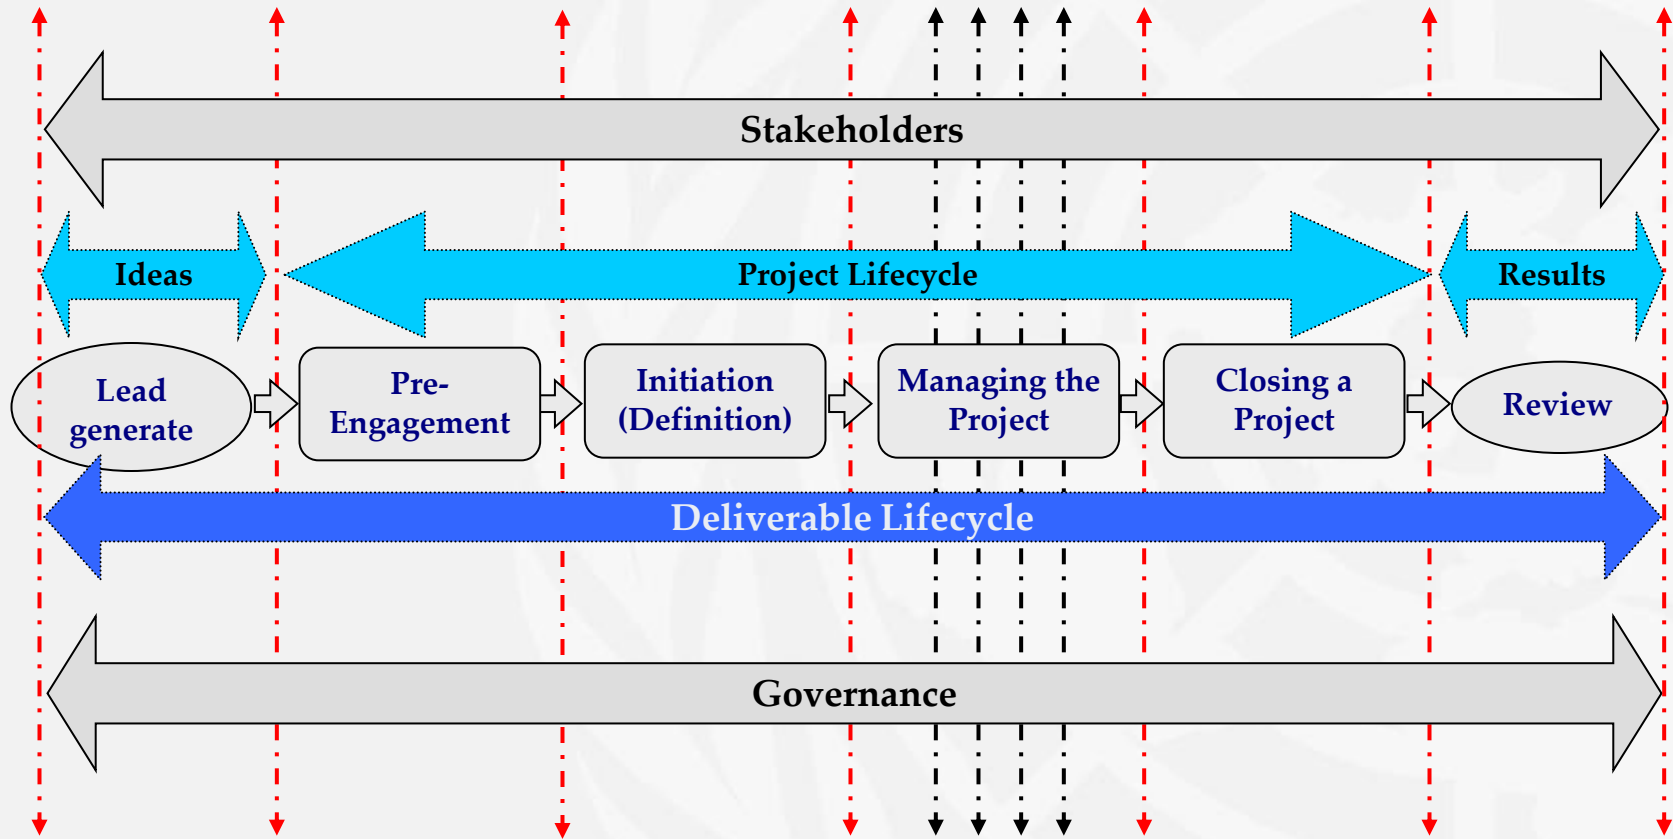 Stakeholders
Ideas
Project Lifecycle
Results
Lead
generate
Pre-
Engagement
Initiation
(Definition)
Managing the
Project
Closing a
Project
Review
Deliverable Lifecycle
Governance